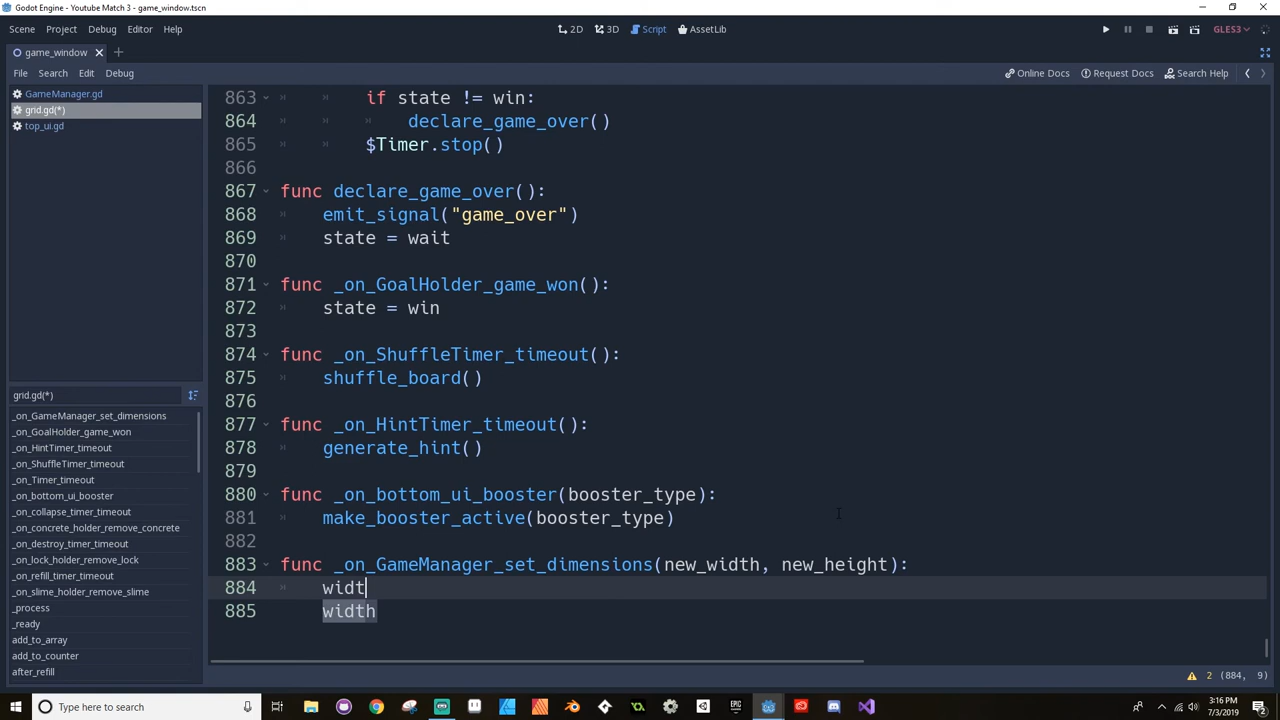 Godot Engine - Youtube Match 3 - game_window.tscn
Scene Project Debug Editor Help
2D 3D Script AssetLib
GLES3
game_window
File Search Edit Debug
Online Docs Request Docs Search Help
GameManager.gd
grid.gd(*)
top_ui.gd
grid.gd(*)
_on_GameManager_set_dimensions
_on_GoalHolder_game_won
_on_HintTimer_timeout
_on_ShuffleTimer_timeout
_on_Timer_timeout
_on_bottom_ui_booster
_on_collapse_timer_timeout
_on_concrete_holder_remove_concrete
_on_destroy_timer_timeout
_on_lock_holder_remove_lock
_on_refill_timer_timeout
_on_slime_holder_remove_slime
_process
_ready
add_to_array
add_to_counter
after_refill
863 if state != win:
864 declare_game_over()
865 $Timer.stop()
866
867 func declare_game_over():
868 emit_signal("game_over")
869 state = wait
870
871 func _on_GoalHolder_game_won():
872 state = win
873
874 func _on_ShuffleTimer_timeout():
875 shuffle_board()
876
877 func _on_HintTimer_timeout():
878 generate_hint()
879
880 func _on_bottom_ui_booster(booster_type):
881 make_booster_active(booster_type)
882
883 func _on_GameManager_set_dimensions(new_width, new_height):
884 widt
885 width
2 (884, 9)
Type here to search
3:16 PM
7/3/2019
2